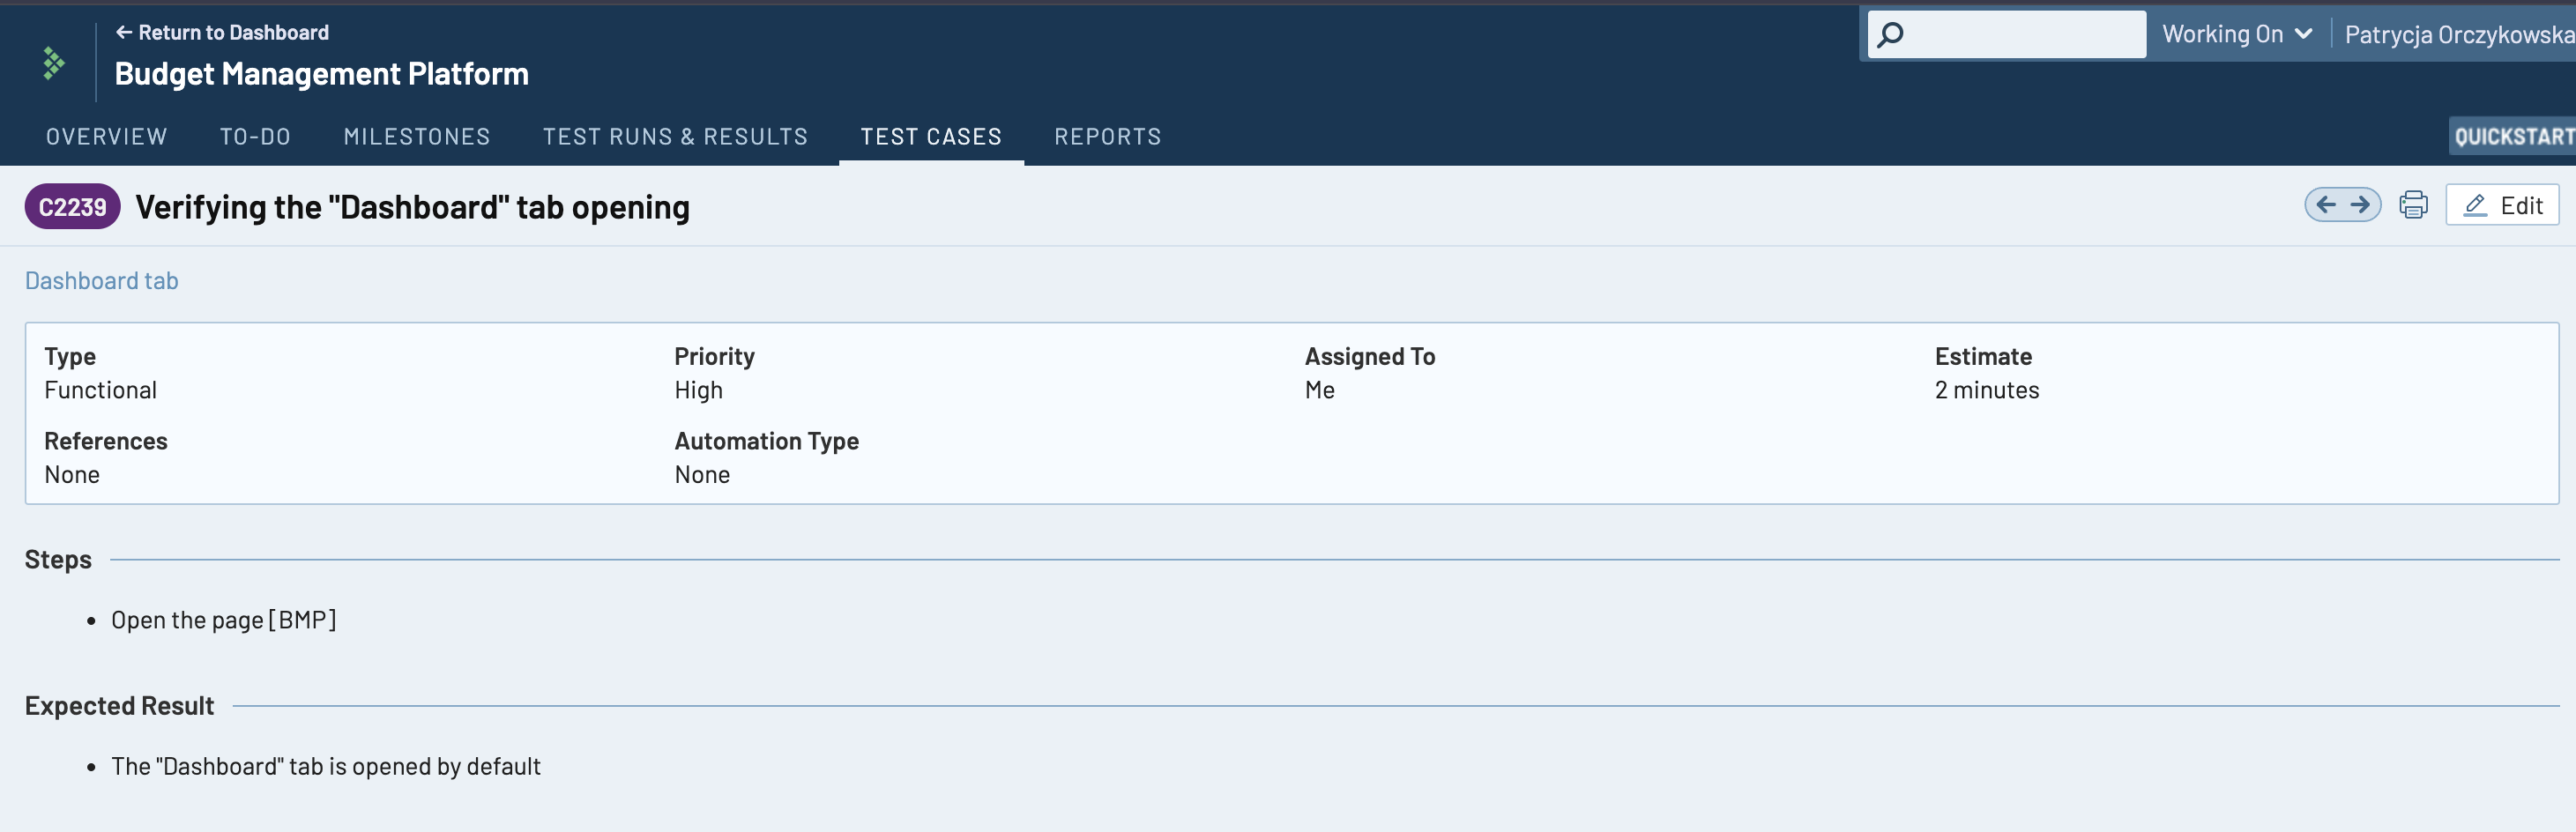 ← Return to Dashboard
Budget Management Platform
Working On
Patrycja Orczykowska
OVERVIEW TO-DO MILESTONES TEST RUNS & RESULTS TEST CASES REPORTS
QUICKSTART
C2239 Verifying the "Dashboard" tab opening
Edit
Dashboard tab
Type Priority Assigned To Estimate
Functional High Me 2 minutes
References Automation Type
None None
Steps
• Open the page [BMP]
Expected Result
• The "Dashboard" tab is opened by default